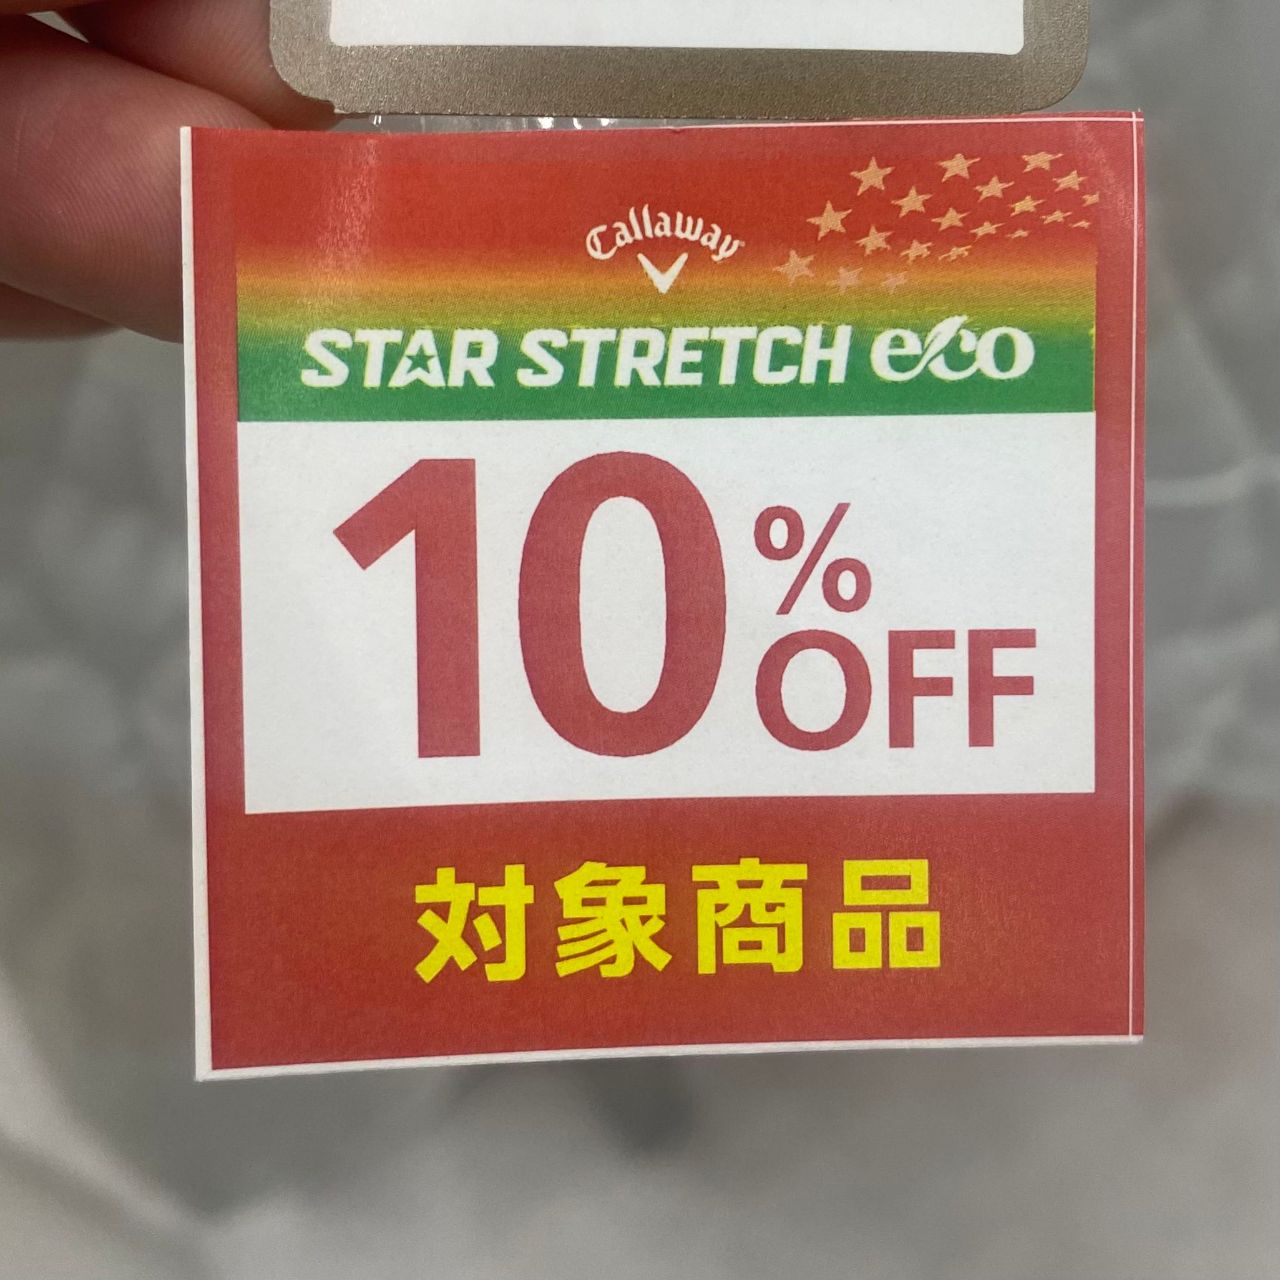 Callaway
STAR STRETCH eco
10%
OFF
対象商品